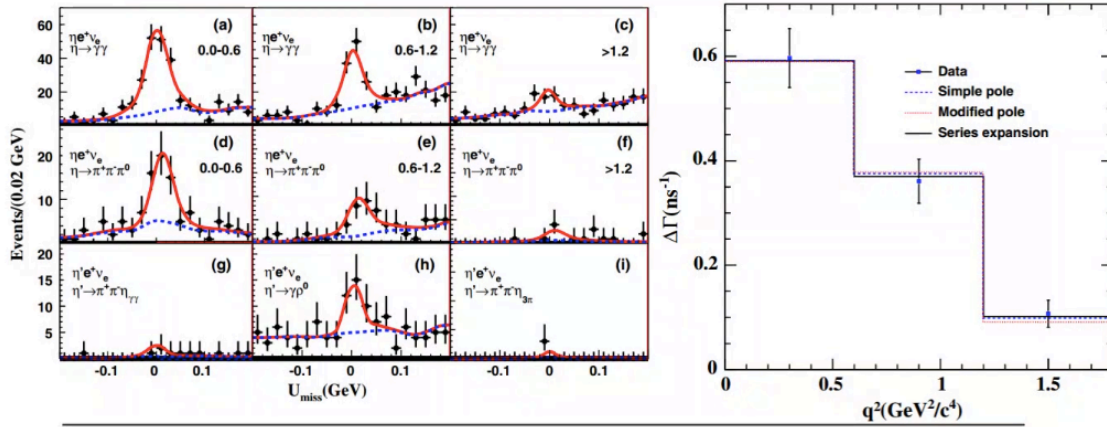 (a)
ηe⁺νₑ
η→γγ
0.0-0.6
60
40
20
(b)
ηe⁺νₑ
η→γγ
0.6-1.2
(c)
ηe⁺νₑ
η→γγ
>1.2
(d)
ηe⁺νₑ
η→π⁺π⁻π⁰
0.0-0.6
20
10
(e)
ηe⁺νₑ
0.6-1.2
η→π⁺π⁻π⁰
(f)
ηe⁺νₑ
η→π⁺π⁻π⁰
>1.2
(g)
η'e⁺νₑ
η'→π⁺π⁻η_γγ
20
15
10
5
(h)
η'e⁺νₑ
η'→γρ⁰
(i)
η'e⁺νₑ
η'→π⁺π⁻η_3π
Events/(0.02 GeV)
-0.1 0 0.1
-0.1 0 0.1
-0.1 0 0.1
U_miss(GeV)
Data
Simple pole
Modified pole
Series expansion
ΔΓ(ns⁻¹)
0.6
0.4
0.2
0
0 0.5 1 1.5
q²(GeV²/c⁴)